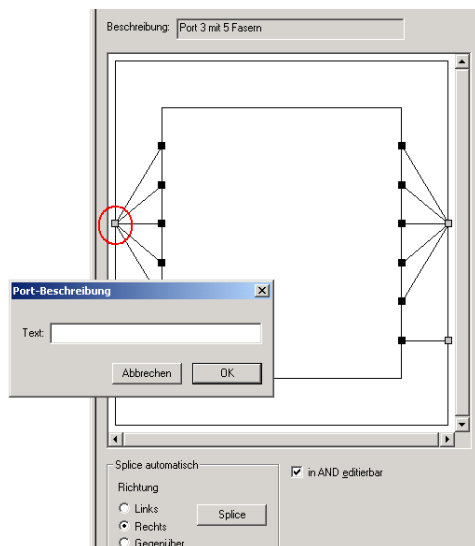 Beschreibung: Port 3 mit 5 Fasern
Port-Beschreibung
Text:
Abbrechen OK
Splice automatisch
in AND editierbar
Richtung
Links
Splice
Rechts
Gegenüber